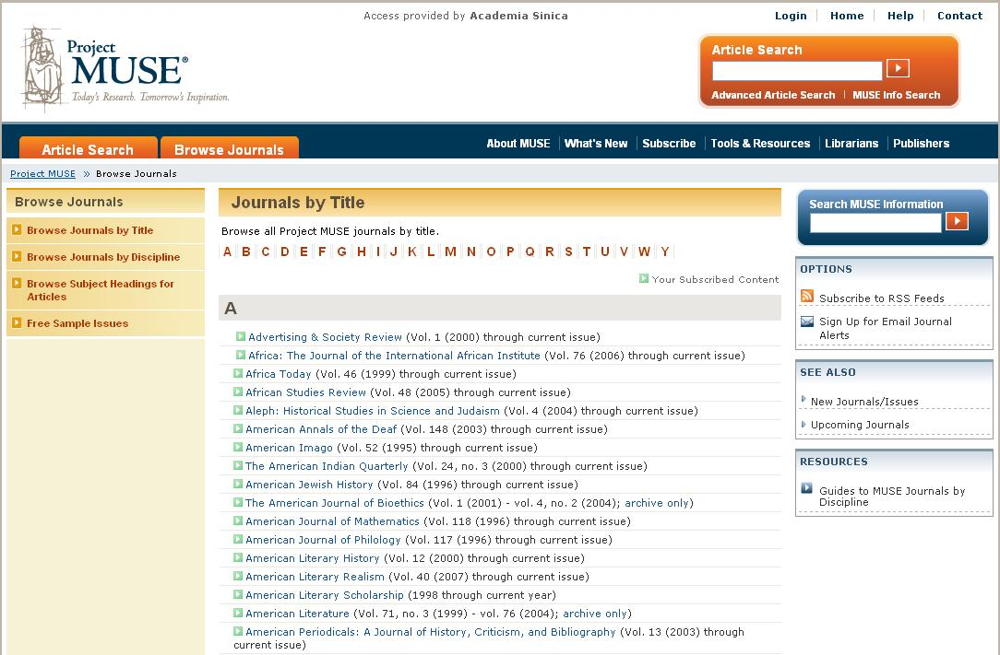 Access provided by Academia Sinica
Login Home Help Contact
Project
MUSE®
Today's Research. Tomorrow's Inspiration.
Article Search
Advanced Article Search MUSE Info Search
Article Search Browse Journals
About MUSE What's New Subscribe Tools & Resources Librarians Publishers
Project MUSE » Browse Journals
Browse Journals
Browse Journals by Title
Browse Journals by Discipline
Browse Subject Headings for
Articles
Free Sample Issues
Journals by Title
Browse all Project MUSE journals by title.
A B C D E F G H I J K L M N O P Q R S T U V W Y
Your Subscribed Content
A
Advertising & Society Review (Vol. 1 (2000) through current issue)
Africa: The Journal of the International African Institute (Vol. 76 (2006) through current issue)
Africa Today (Vol. 46 (1999) through current issue)
African Studies Review (Vol. 48 (2005) through current issue)
Aleph: Historical Studies in Science and Judaism (Vol. 4 (2004) through current issue)
American Annals of the Deaf (Vol. 148 (2003) through current issue)
American Imago (Vol. 52 (1995) through current issue)
The American Indian Quarterly (Vol. 24, no. 3 (2000) through current issue)
American Jewish History (Vol. 84 (1996) through current issue)
The American Journal of Bioethics (Vol. 1 (2001) - vol. 4, no. 2 (2004); archive only)
American Journal of Mathematics (Vol. 118 (1996) through current issue)
American Journal of Philology (Vol. 117 (1996) through current issue)
American Literary History (Vol. 12 (2000) through current issue)
American Literary Realism (Vol. 40 (2007) through current issue)
American Literary Scholarship (1998 through current year)
American Literature (Vol. 71, no. 3 (1999) - vol. 76 (2004); archive only)
American Periodicals: A Journal of History, Criticism, and Bibliography (Vol. 13 (2003) through
current issue)
Search MUSE Information
OPTIONS
Subscribe to RSS Feeds
Sign Up for Email Journal
Alerts
SEE ALSO
New Journals/Issues
Upcoming Journals
RESOURCES
Guides to MUSE Journals by
Discipline